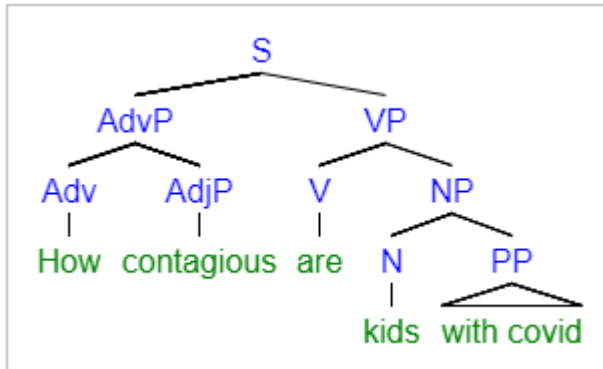 S
AdvP VP
Adv AdjP V NP
How contagious are N PP
kids with covid